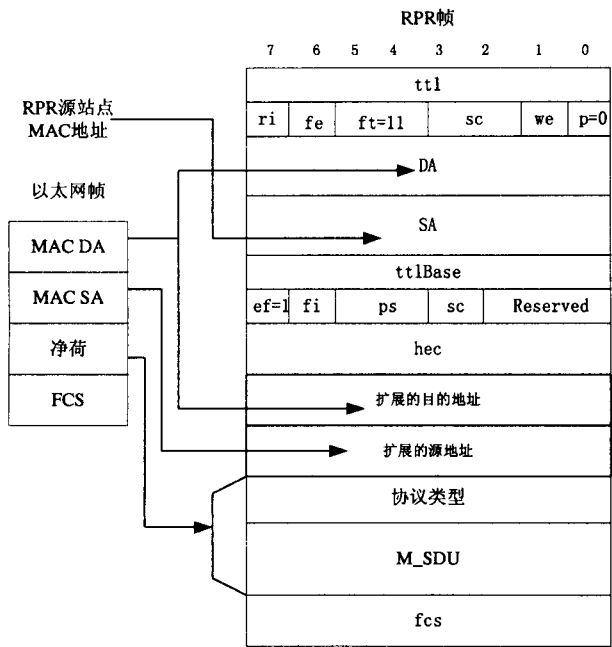 RPR帧
7 6 5 4 3 2 1 0
ttl
RPR源站点
MAC地址
ri fe ft=11 sc we p=0
DA
以太网帧
SA
MAC DA
ttlBase
MAC SA
ef=1 fi ps sc Reserved
净荷
hec
FCS
扩展的目的地址
扩展的源地址
协议类型
M_SDU
fcs